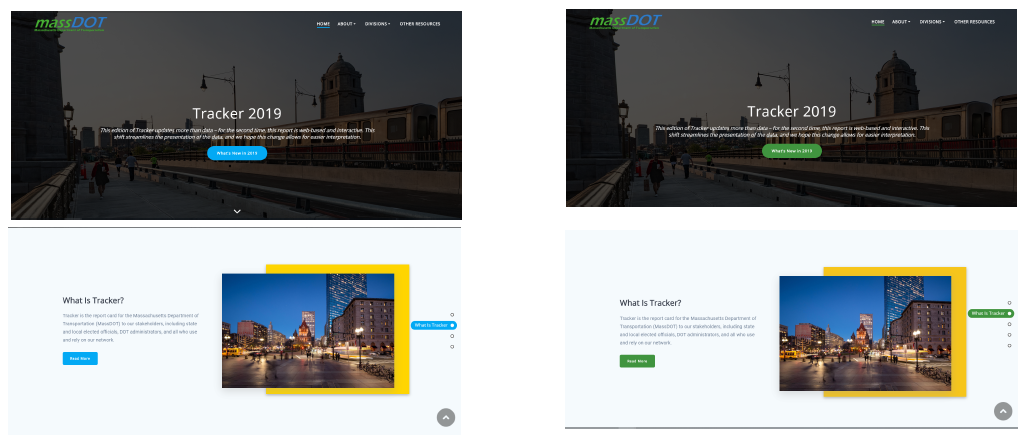 massDOT
Massachusetts Department of Transportation
HOME ABOUT DIVISIONS OTHER RESOURCES
Tracker 2019
This edition of Tracker updates more than data – for the second time, this report is web-based and interactive. This
shift streamlines the presentation of the data, and we hope this change allows for easier interpretation.
What's New in 2019
What Is Tracker?
Tracker is the report card for the Massachusetts Department of
Transportation (MassDOT) to our stakeholders, including state
and local elected officials, DOT administrators, and all who use
and rely on our network.
Read More
What Is Tracker
massDOT
Massachusetts Department of Transportation
HOME ABOUT DIVISIONS OTHER RESOURCES
Tracker 2019
This edition of Tracker updates more than data – for the second time, this report is web-based and interactive. This
shift streamlines the presentation of the data, and we hope this change allows for easier interpretation.
What's New in 2019
What Is Tracker?
Tracker is the report card for the Massachusetts Department of
Transportation (MassDOT) to our stakeholders, including state
and local elected officials, DOT administrators, and all who use
and rely on our network.
Read More
What Is Tracker